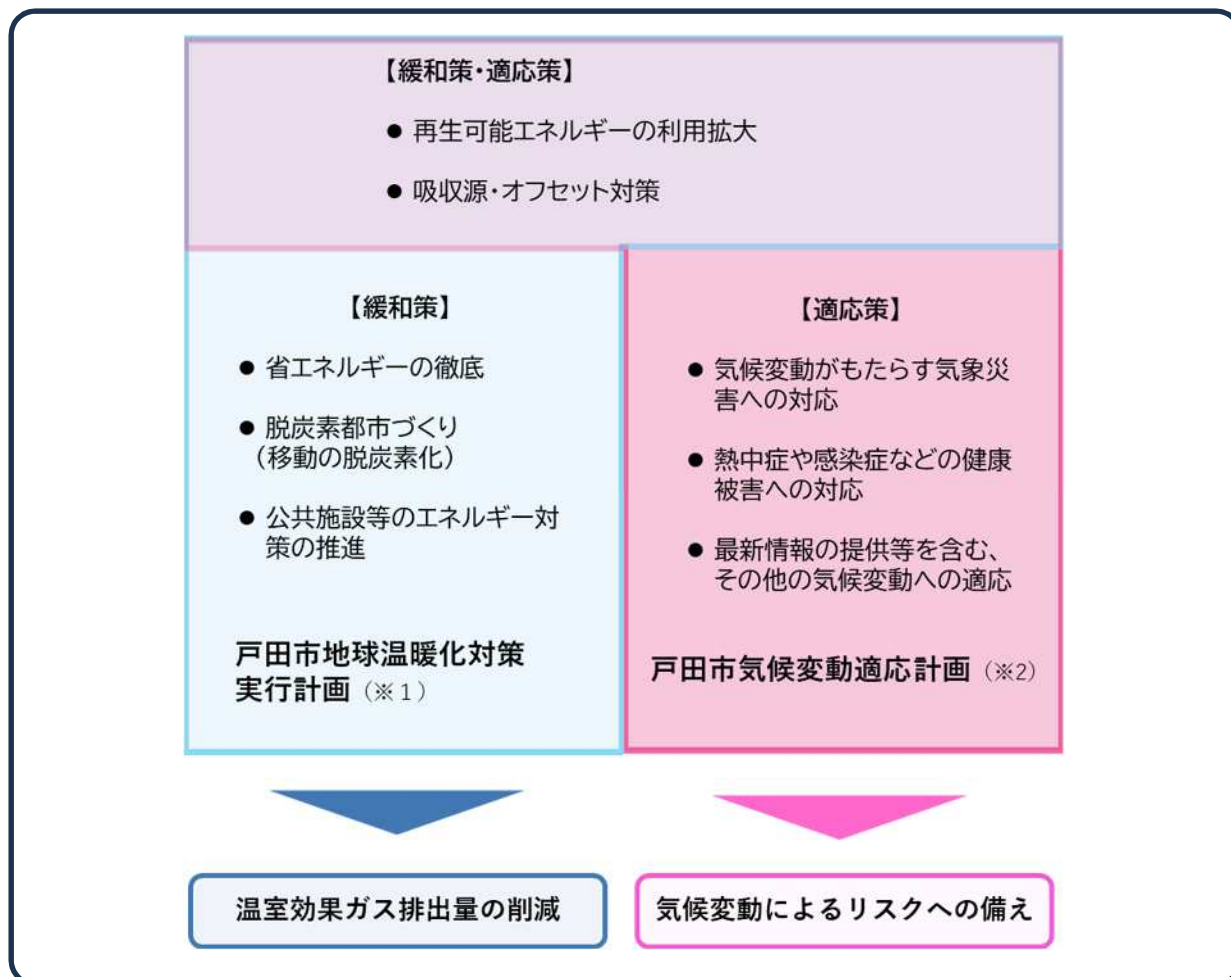 【緩和策・適応策】
● 再生可能エネルギーの利用拡大
● 吸収源・オフセット対策
【緩和策】
● 省エネルギーの徹底
● 脱炭素都市づくり
（移動の脱炭素化）
● 公共施設等のエネルギー対
策の推進
戸田市地球温暖化対策
実行計画（※１）
【適応策】
● 気候変動がもたらす気象災
害への対応
● 熱中症や感染症などの健康
被害への対応
● 最新情報の提供等を含む、
その他の気候変動への適応
戸田市気候変動適応計画（※2）
温室効果ガス排出量の削減
気候変動によるリスクへの備え